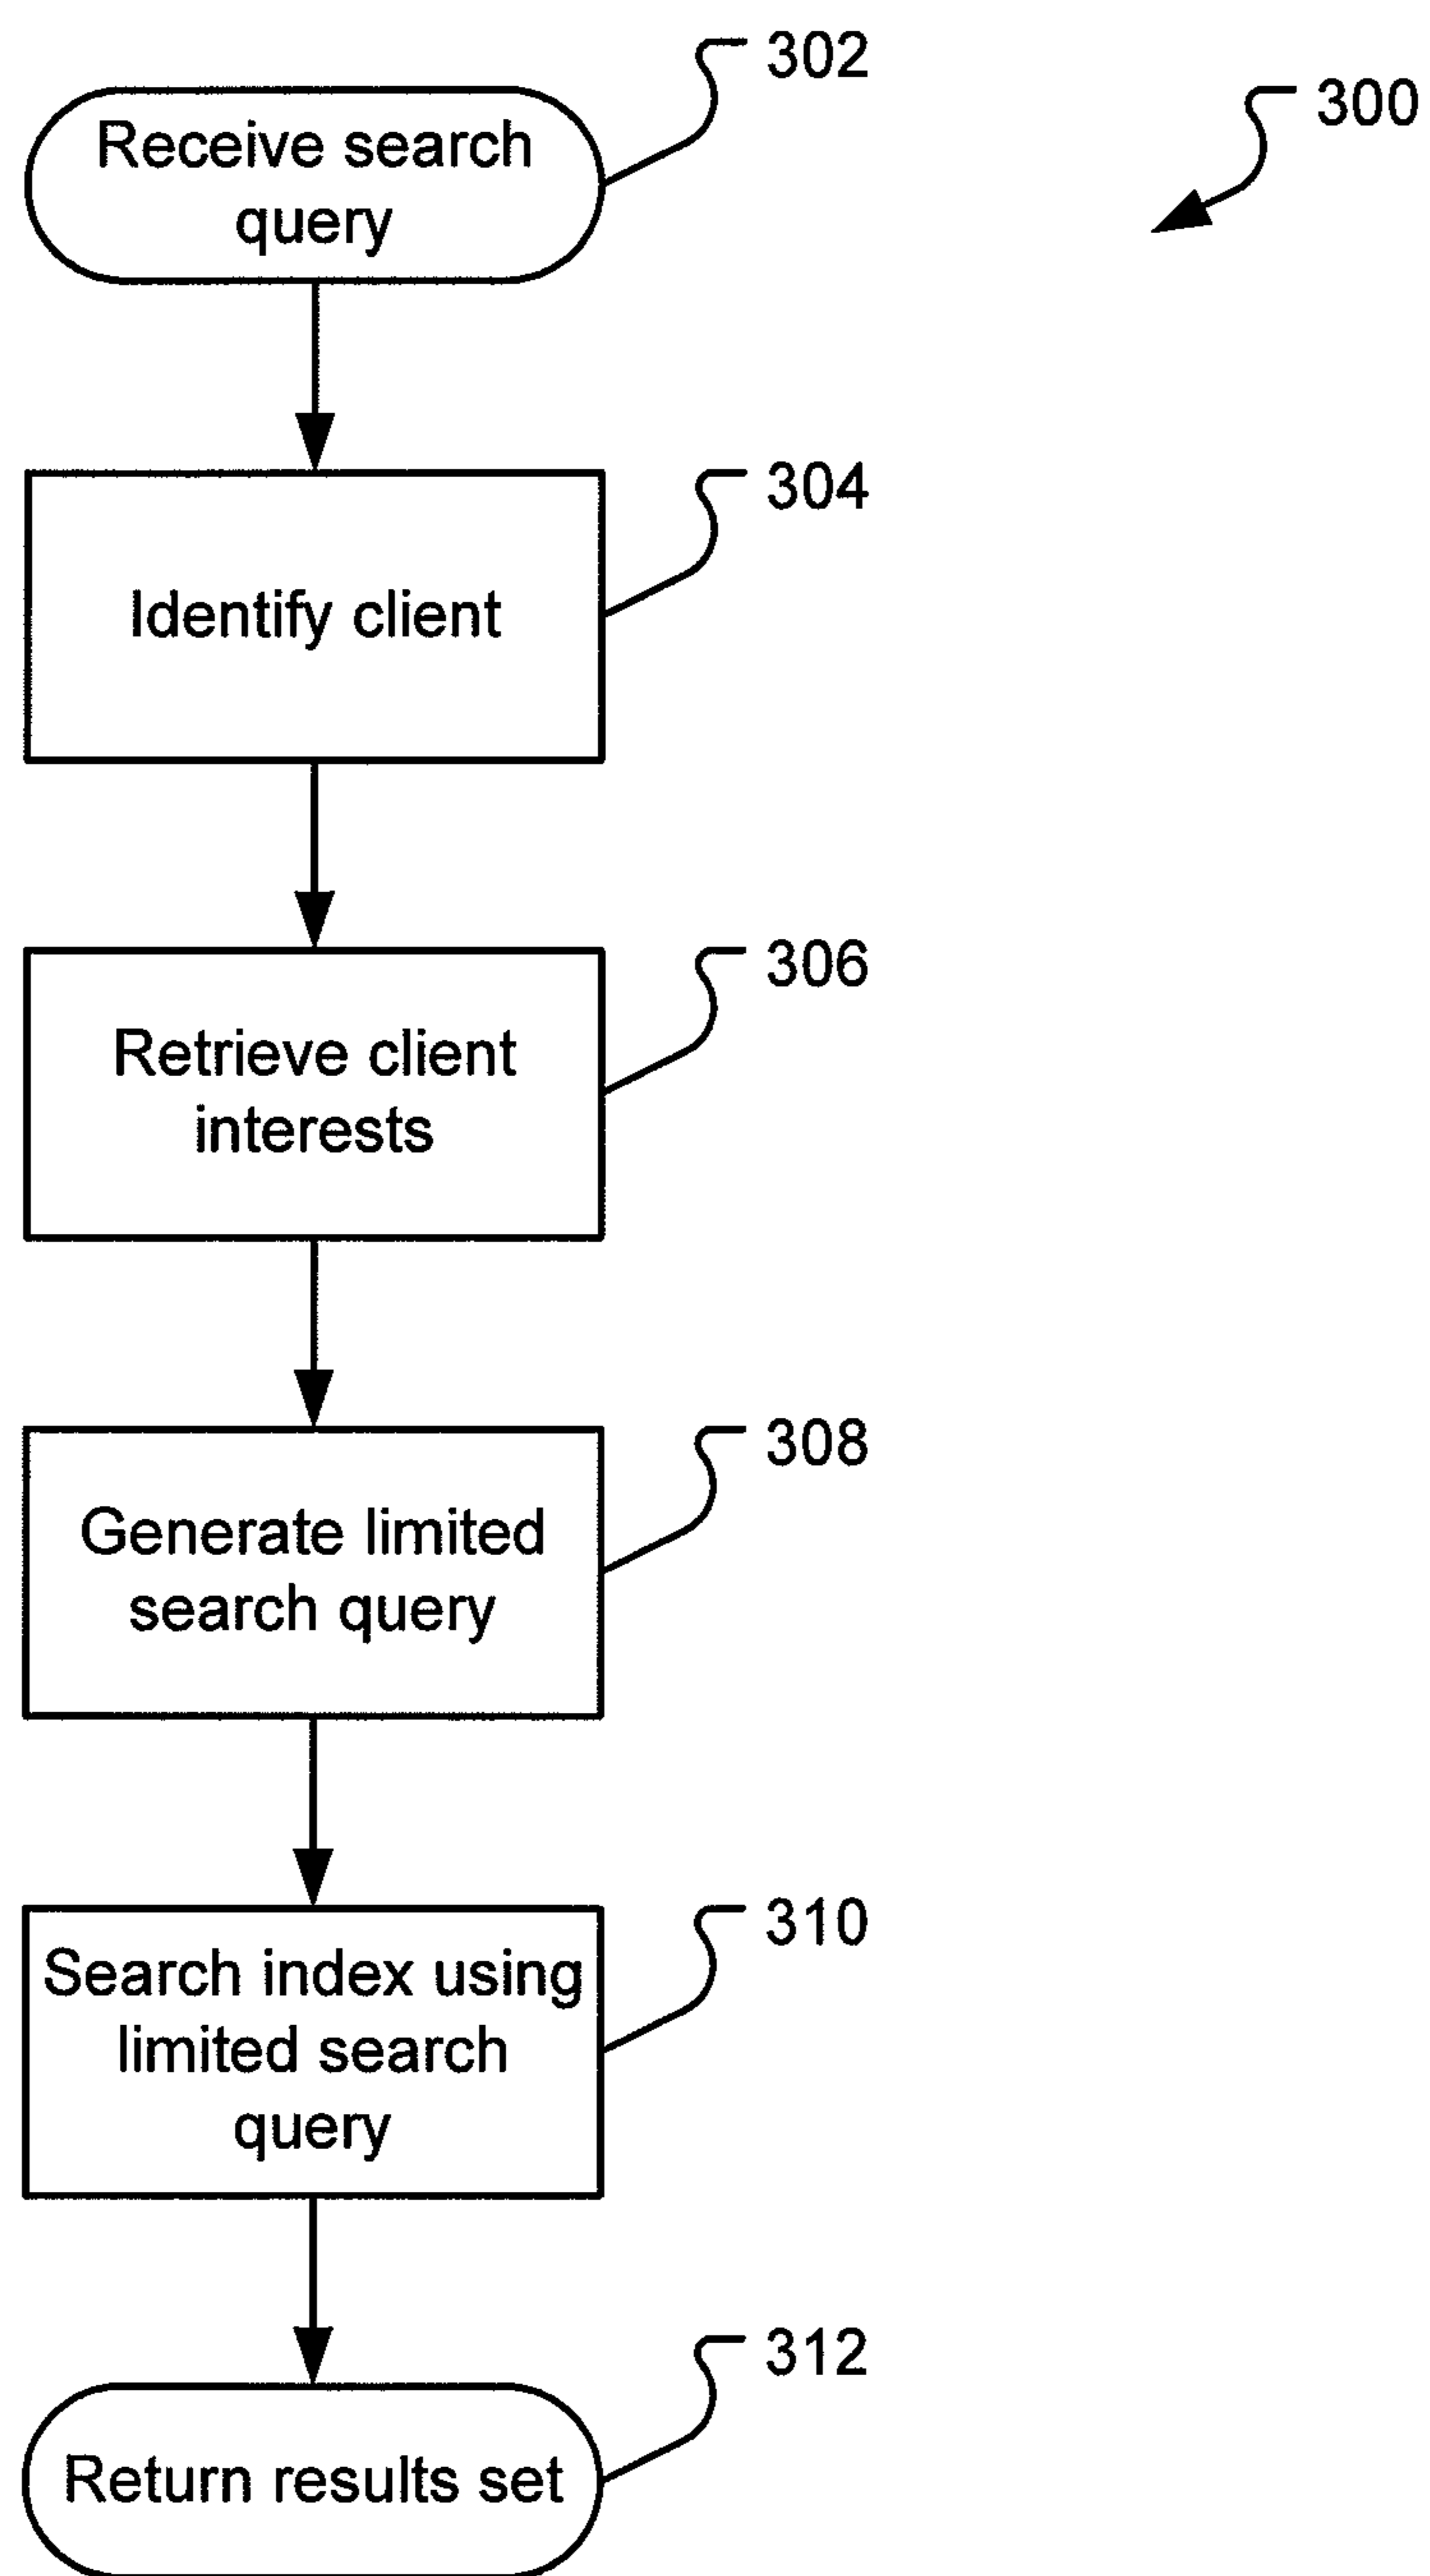 302
300
Receive search
query
304
Identify client
306
Retrieve client
interests
308
Generate limited
search query
310
Search index using
limited search
query
312
Return results set